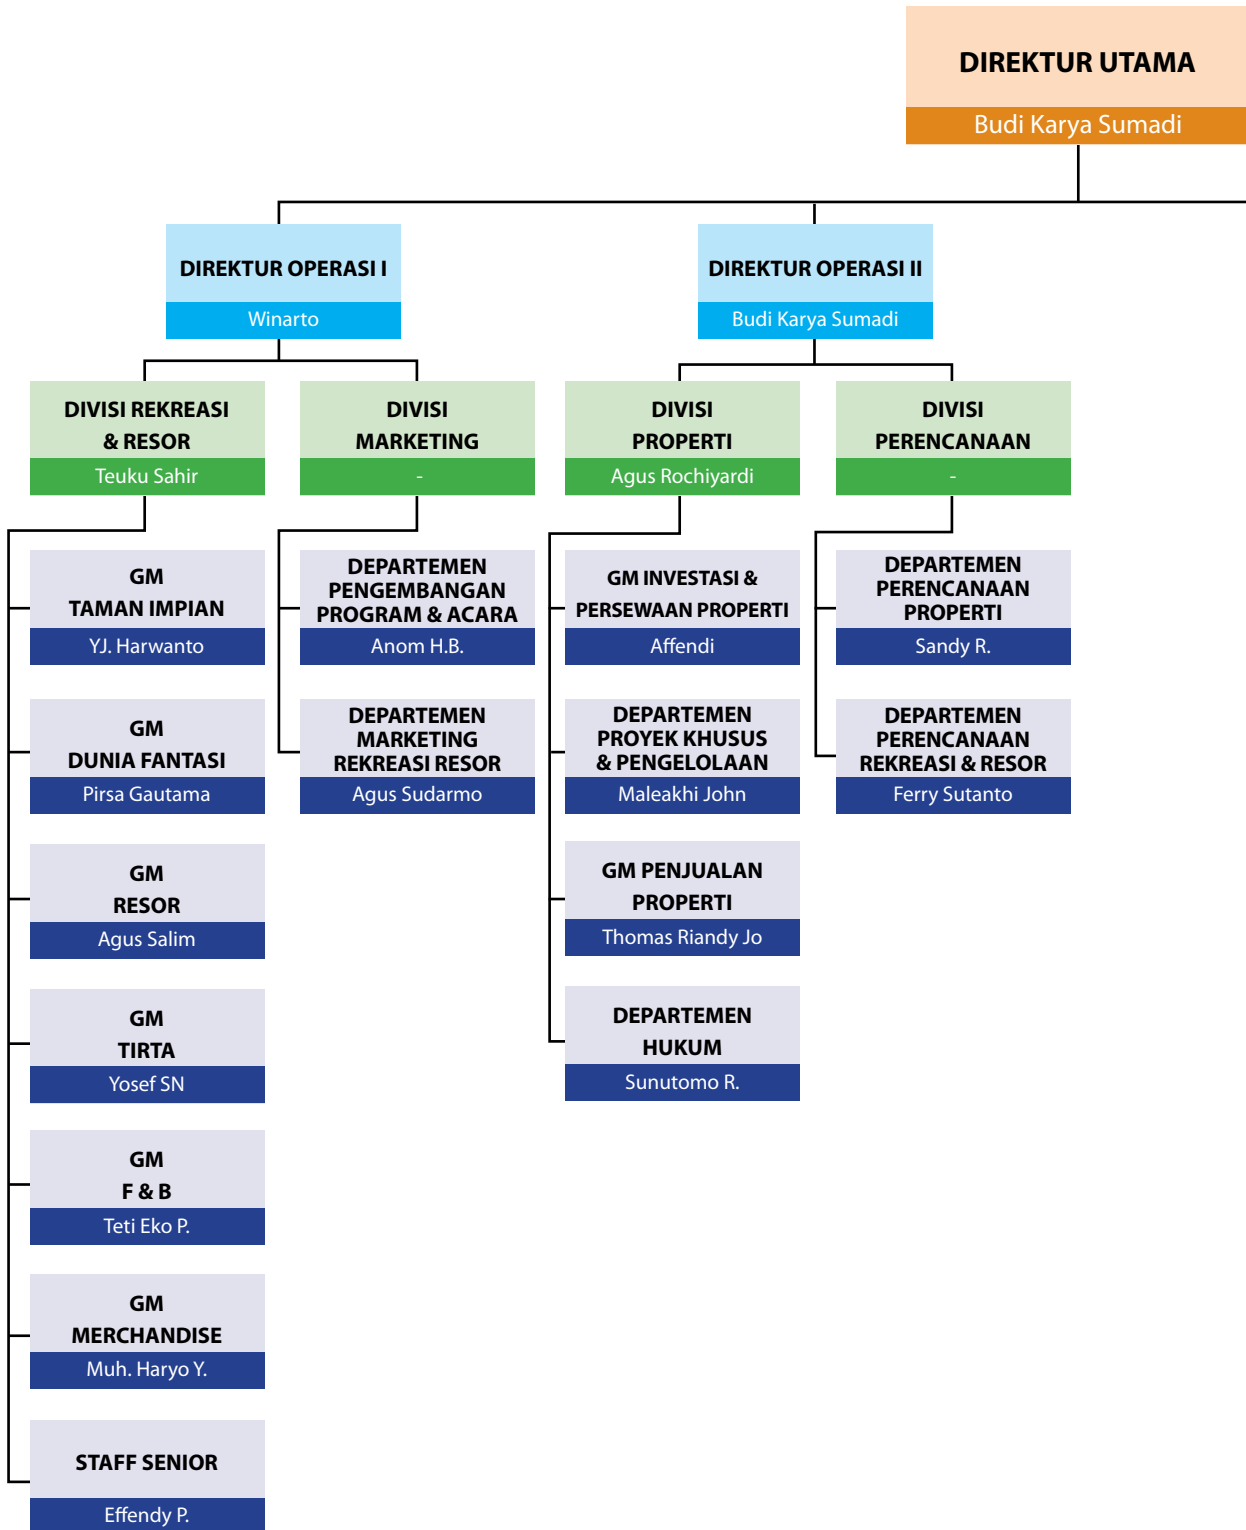 DIREKTUR UTAMA
Budi Karya Sumadi
DIREKTUR OPERASI I
Winarto
DIREKTUR OPERASI II
Budi Karya Sumadi
DIVISI REKREASI
& RESOR
Teuku Sahir
DIVISI
MARKETING
-
DIVISI
PROPERTI
Agus Rochiyardi
DIVISI
PERENCANAAN
-
GM
TAMAN IMPIAN
Y.J. Harwanto
DEPARTEMEN
PENGEMBANGAN
PROGRAM & ACARA
Anom H.B.
GM INVESTASI &
PERSEWAAN PROPERTI
Affendi
DEPARTEMEN
PERENCANAAN
PROPERTI
Sandy R.
GM
DUNIA FANTASI
Pirsa Gautama
DEPARTEMEN
MARKETING
REKREASI RESOR
Agus Sudarmo
DEPARTEMEN
PROYEK KHUSUS
& PENGELOLAAN
Maleakhi John
DEPARTEMEN
PERENCANAAN
REKREASI & RESOR
Ferry Sutanto
GM
RESOR
Agus Salim
GM PENJUALAN
PROPERTI
Thomas Riandy Jo
GM
TIRTA
Yosef SN
DEPARTEMEN
HUKUM
Sunutomo R.
GM
F & B
Teti Eko P.
GM
MERCHANDISE
Muh. Haryo Y.
STAFF SENIOR
Effendy P.